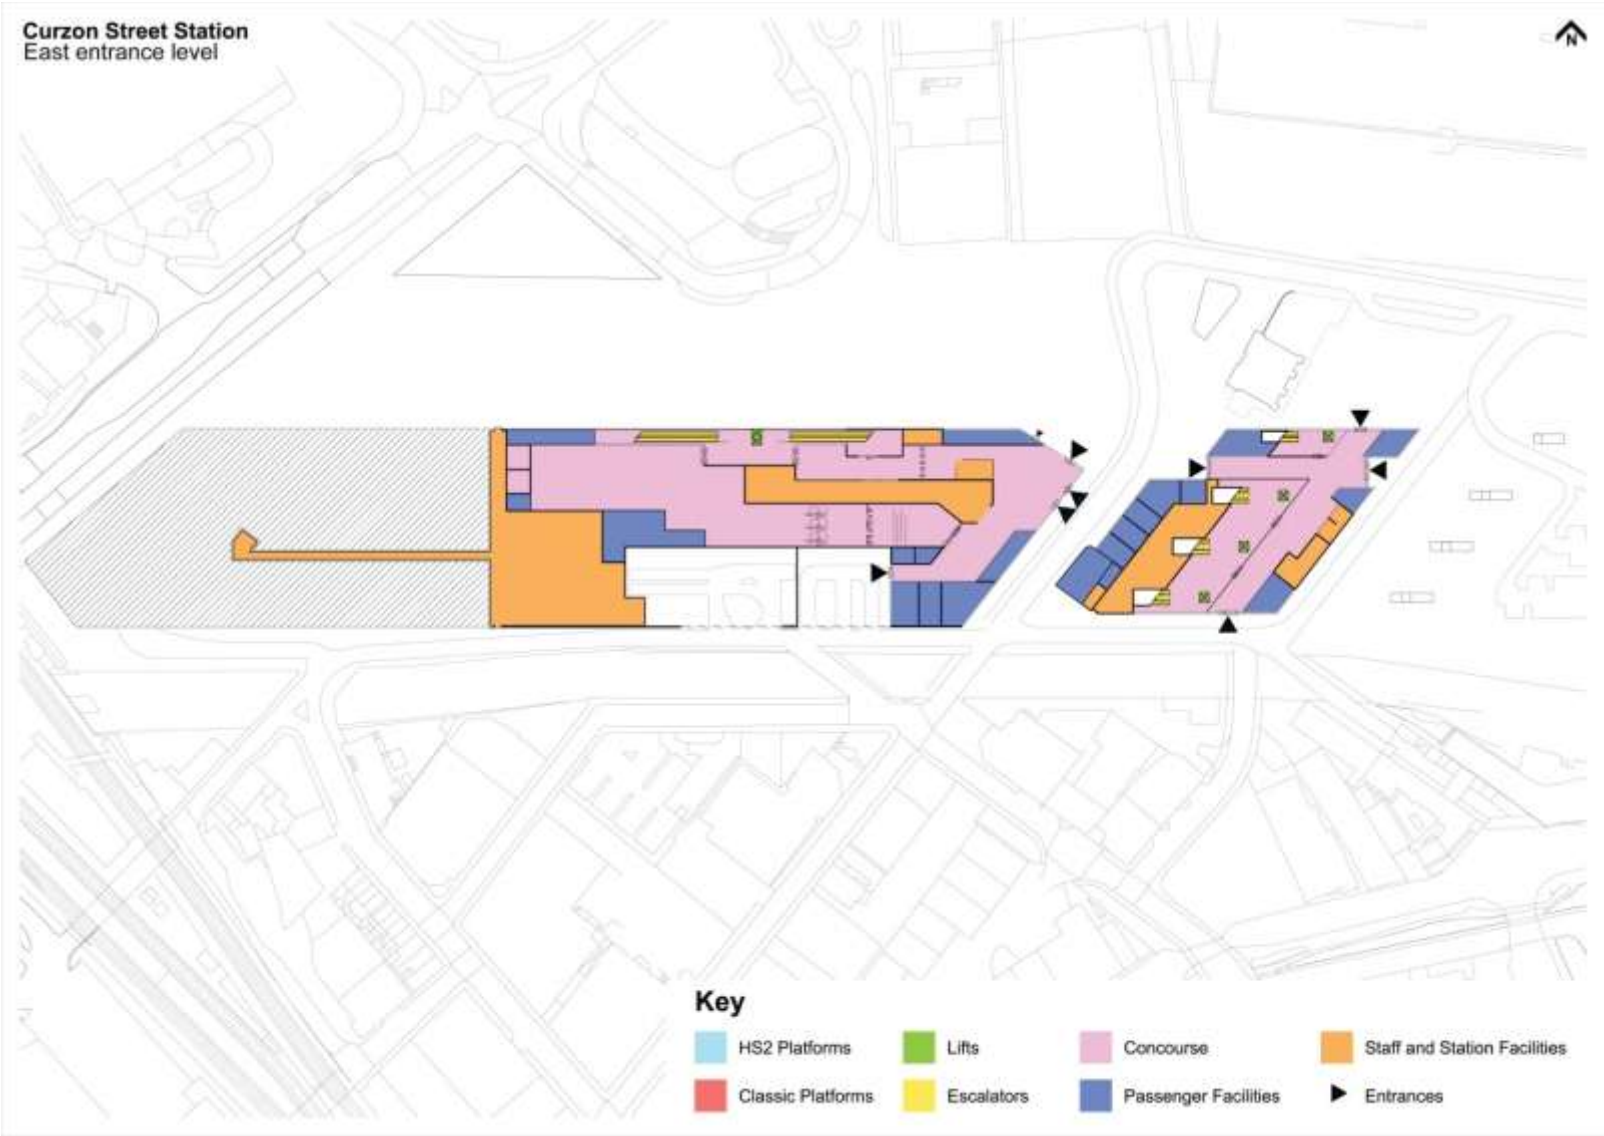 Curzon Street Station
East entrance level
N
Key
HS2 Platforms
Lifts
Concourse
Staff and Station Facilities
Classic Platforms
Escalators
Passenger Facilities
Entrances